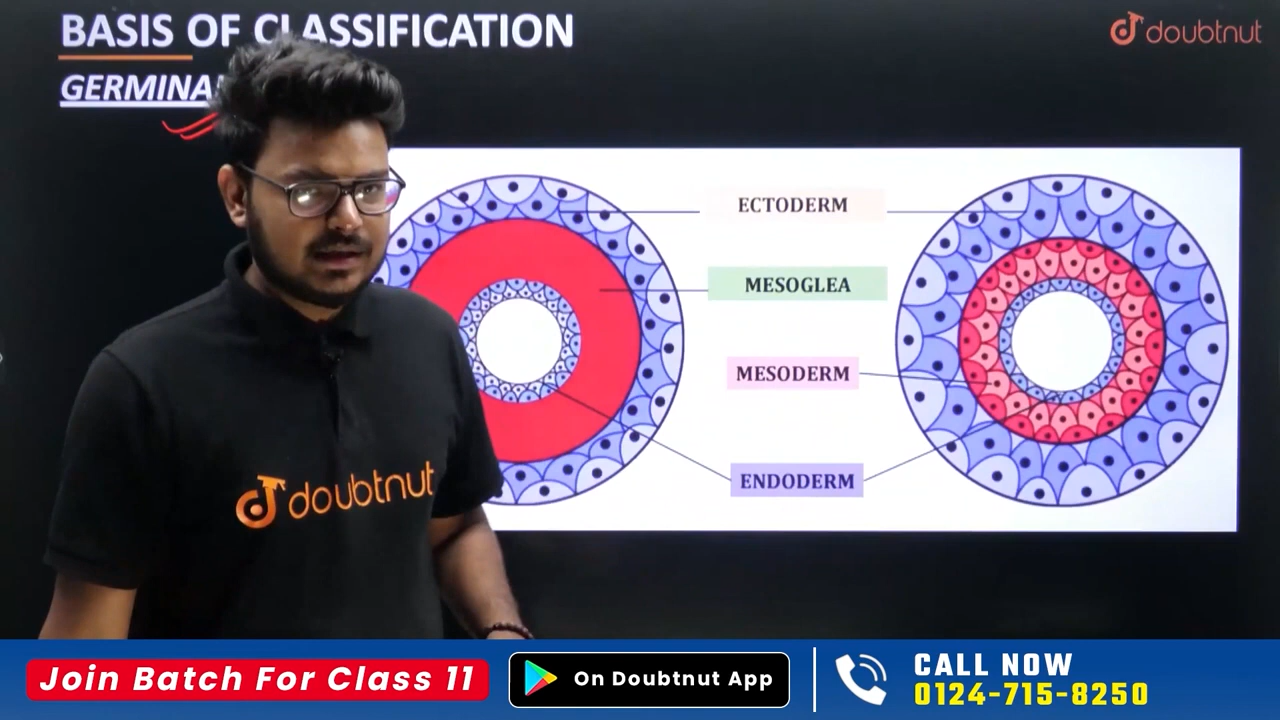 BASIS OF CLASSIFICATION
doubtnut
ECTODERM
MESOGLEA
MESODERM
ENDODERM
doubtnut
Join Batch For Class 11
On Doubtnut App
CALL NOW
0124-715-8250